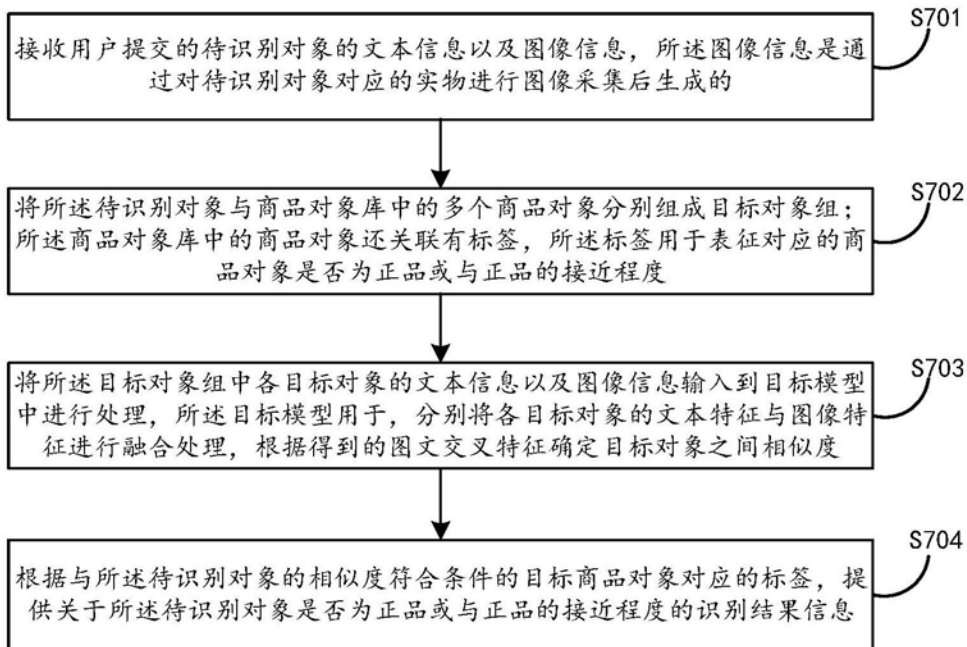 S701
接收用户提交的待识别对象的文本信息以及图像信息，所述图像信息是通
过对待识别对象对应的实物进行图像采集后生成的
S702
将所述待识别对象与商品对象库中的多个商品对象分别组成目标对象组；
所述商品对象库中的商品对象还关联有标签，所述标签用于表征对应的商
品对象是否为正品或与正品的接近程度
S703
将所述目标对象组中各目标对象的文本信息以及图像信息输入到目标模型
中进行处理，所述目标模型用于，分别将各目标对象的文本特征与图像特
征进行融合处理，根据得到的图文交叉特征确定目标对象之间相似度
S704
根据与所述待识别对象的相似度符合条件的目标商品对象对应的标签，提
供关于所述待识别对象是否为正品或与正品的接近程度的识别结果信息